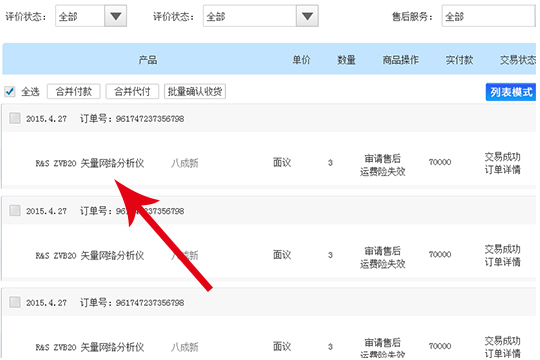 评价状态： 全部 评价状态： 全部 售后服务： 全部
产品 单价 数量 商品操作 实付款 交易状态
全选 合并付款 合并代付 批量确认收货 列表模式
2015.4.27 订单号：961747237356798
R&S ZVB20 矢量网络分析仪 八成新 面议 3 审请售后 70000 交易成功
运费险失效 订单详情
2015.4.27 订单号：961747237356798
R&S ZVB20 矢量网络分析仪 八成新 面议 3 审请售后 70000 交易成功
运费险失效 订单详情
2015.4.27 订单号：961747237356798
R&S ZVB20 矢量网络分析仪 八成新 面议 3 审请售后 70000 交易成功
运费险失效 订单详情